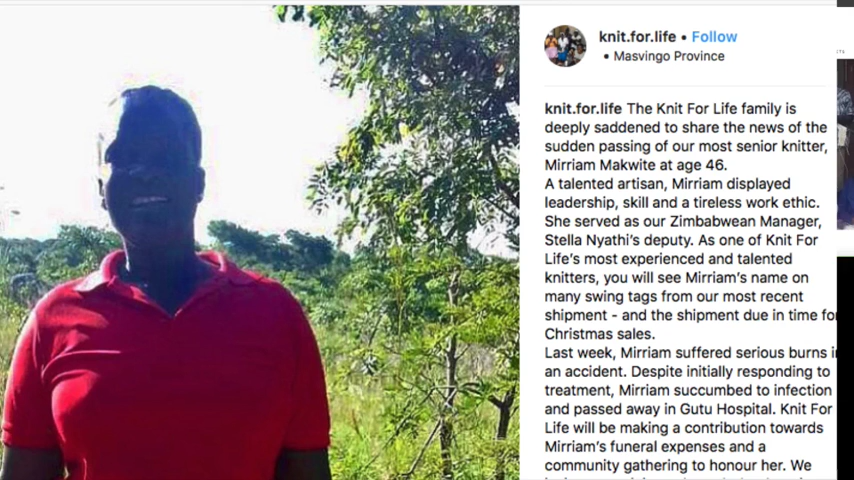 knit.for.life • Follow
• Masvingo Province
knit.for.life The Knit For Life family is
deeply saddened to share the news of the
sudden passing of our most senior knitter,
Mirriam Makwite at age 46.
A talented artisan, Mirriam displayed
leadership, skill and a tireless work ethic.
She served as our Zimbabwean Manager,
Stella Nyathi's deputy. As one of Knit For
Life's most experienced and talented
knitters, you will see Mirriam's name on
many swing tags from our most recent
shipment - and the shipment due in time for
Christmas sales.
Last week, Mirriam suffered serious burns in
an accident. Despite initially responding to
treatment, Mirriam succumbed to infection
and passed away in Gutu Hospital. Knit For
Life will be making a contribution towards
Mirriam's funeral expenses and a
community gathering to honour her. We